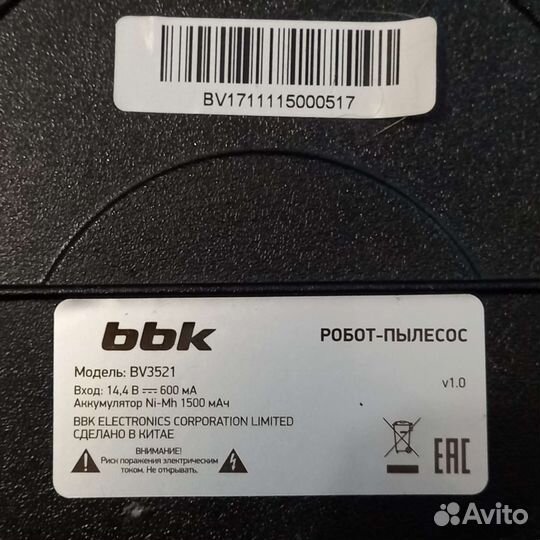 BV1711115000517
bbk
РОБОТ-ПЫЛЕСОС
Модель: BV3521
v1.0
Вход: 14,4 В ⎓ 600 мА
Аккумулятор Ni-Mh 1500 мАч
BBK ELECTRONICS CORPORATION LIMITED
СДЕЛАНО В КИТАЕ
ВНИМАНИЕ!
Риск поражения электрическим
током. Не открывать.
EAC
Avito